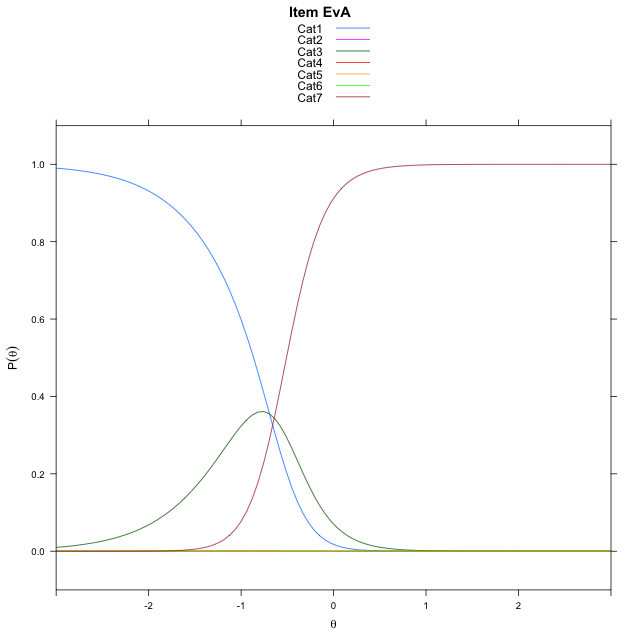 Item EvA
Cat1
Cat2
Cat3
Cat4
Cat5
Cat6
Cat7
1.0
0.8
0.6
0.4
0.2
0.0
P(θ)
-2 -1 0 1 2
θ